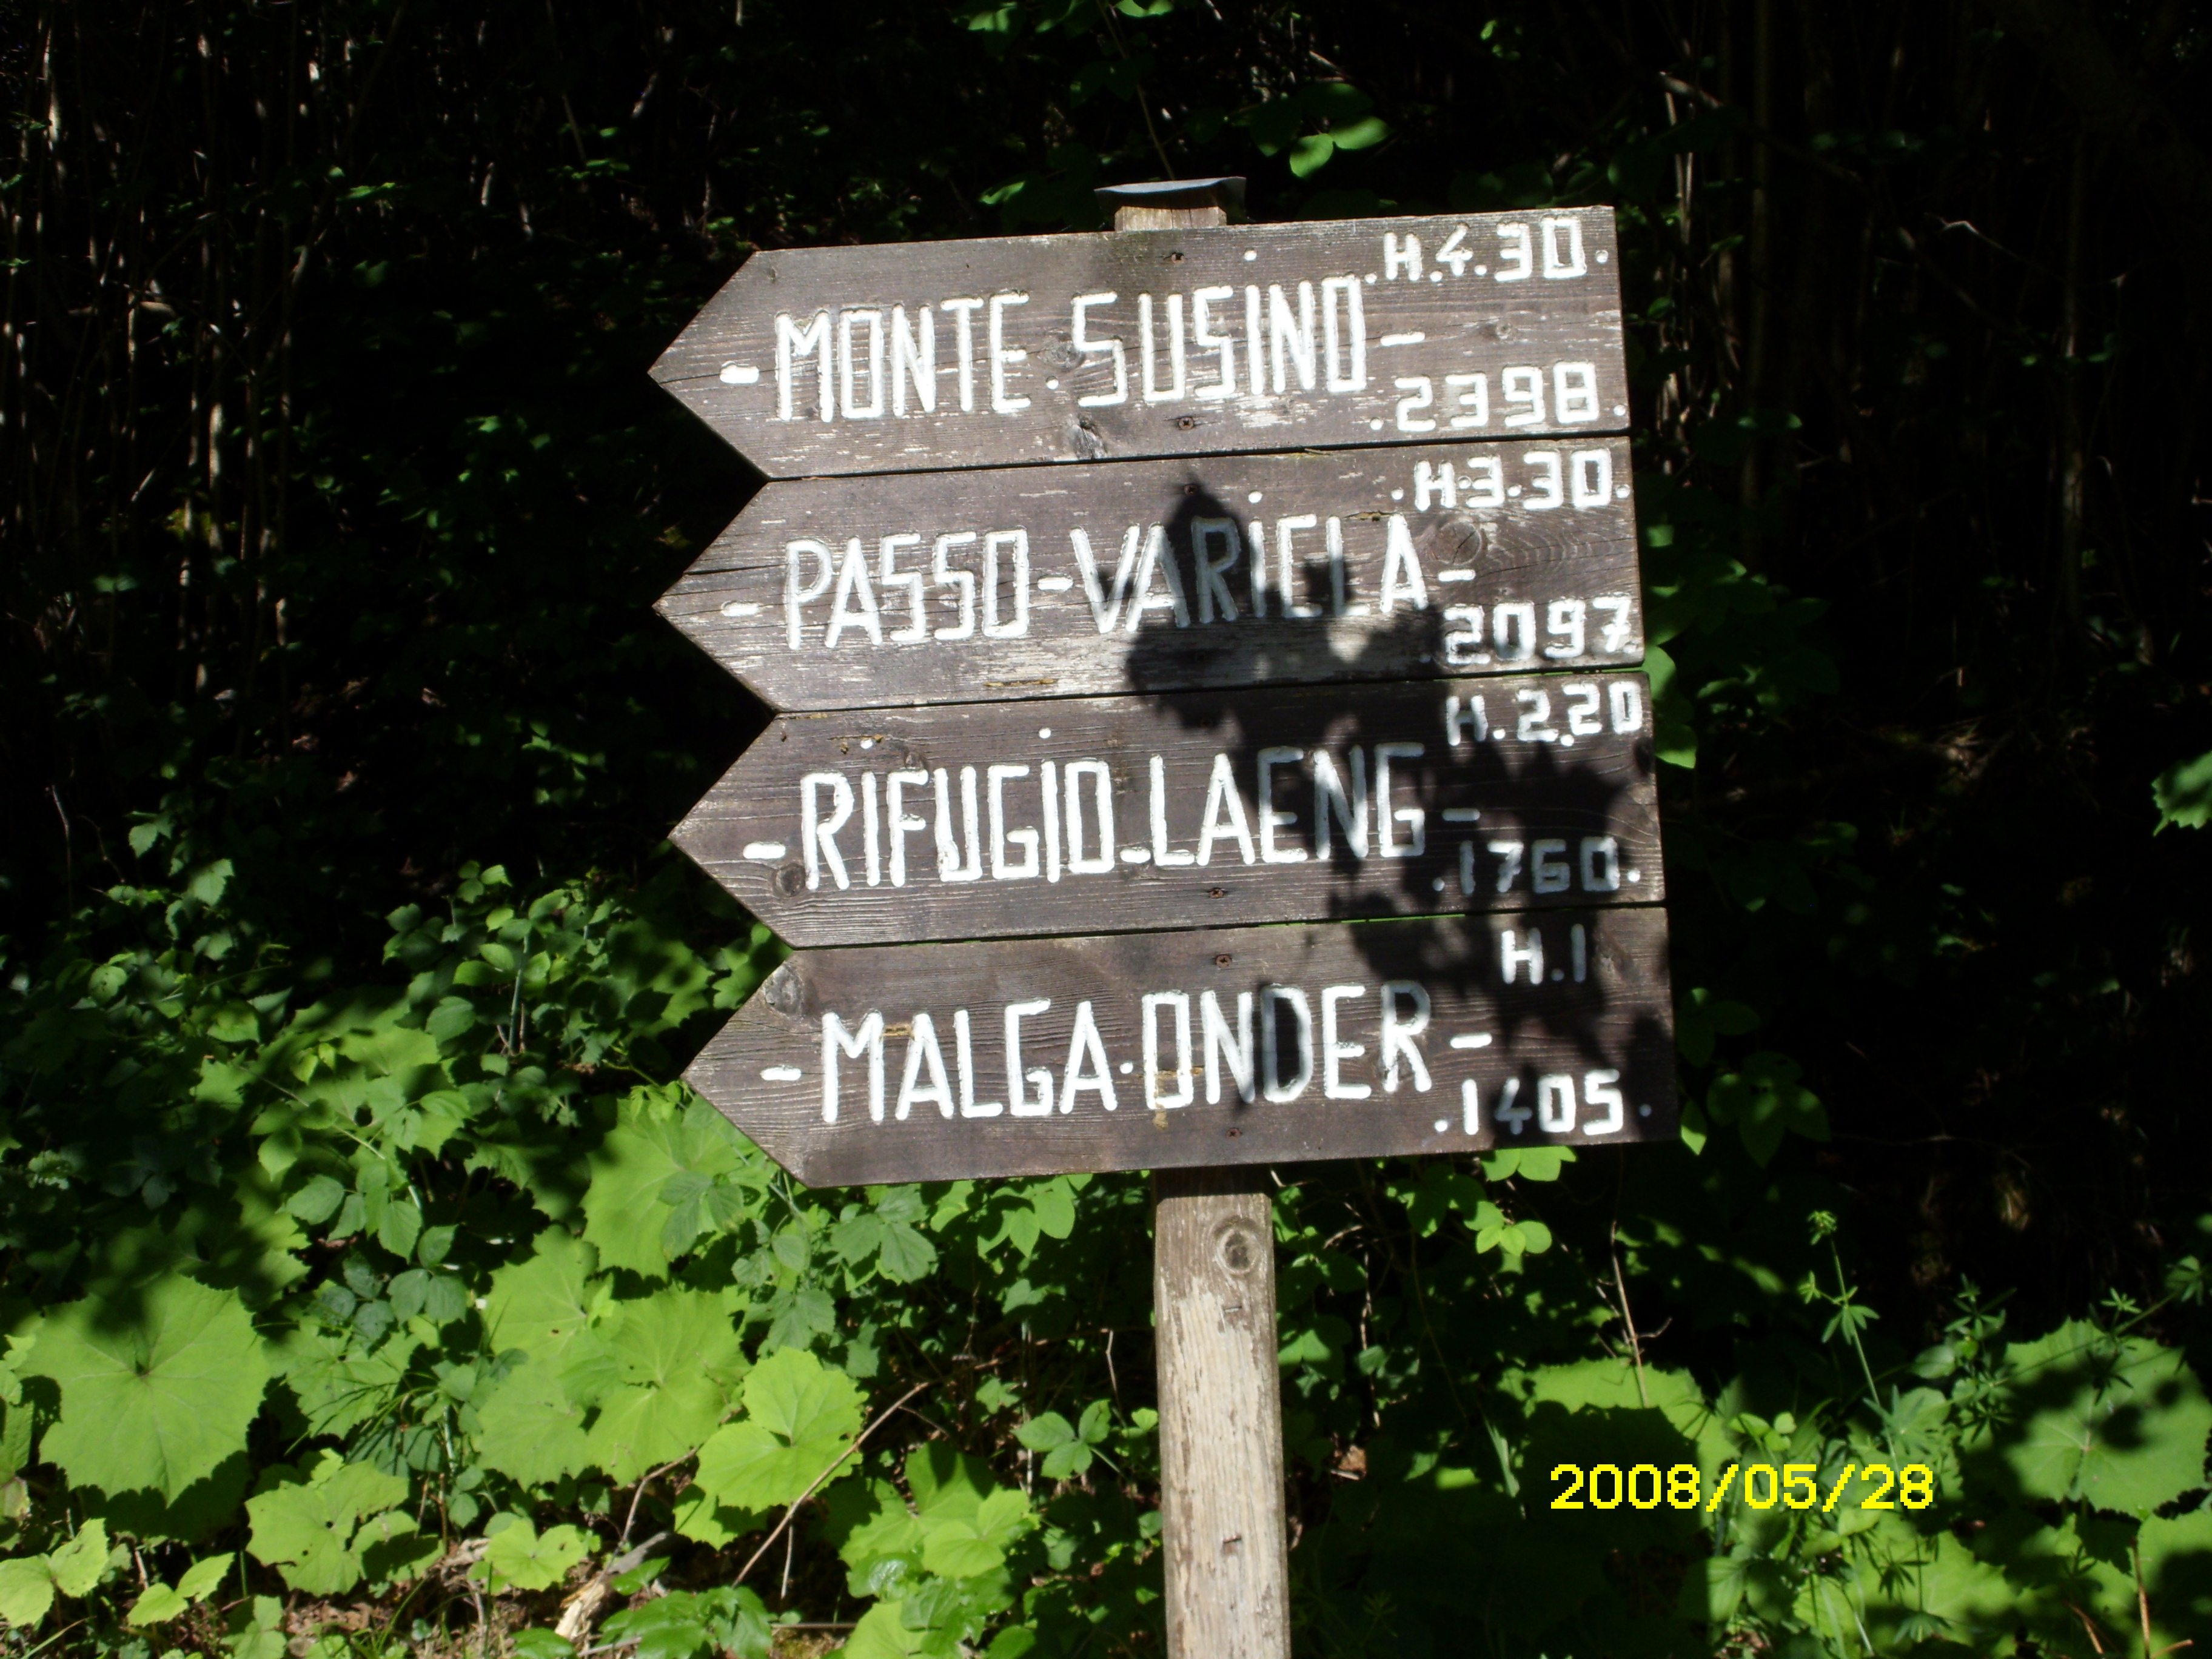 .H.4.30.
-MONTE.SUSINO-
.2398.
.H.3.30.
-PASSO-VARICLA-
.2097
H.2.20
-RIFUGIO-LAENG-
.1760.
H.1
-MALGA·ONDER-
.1405.
2008/05/28